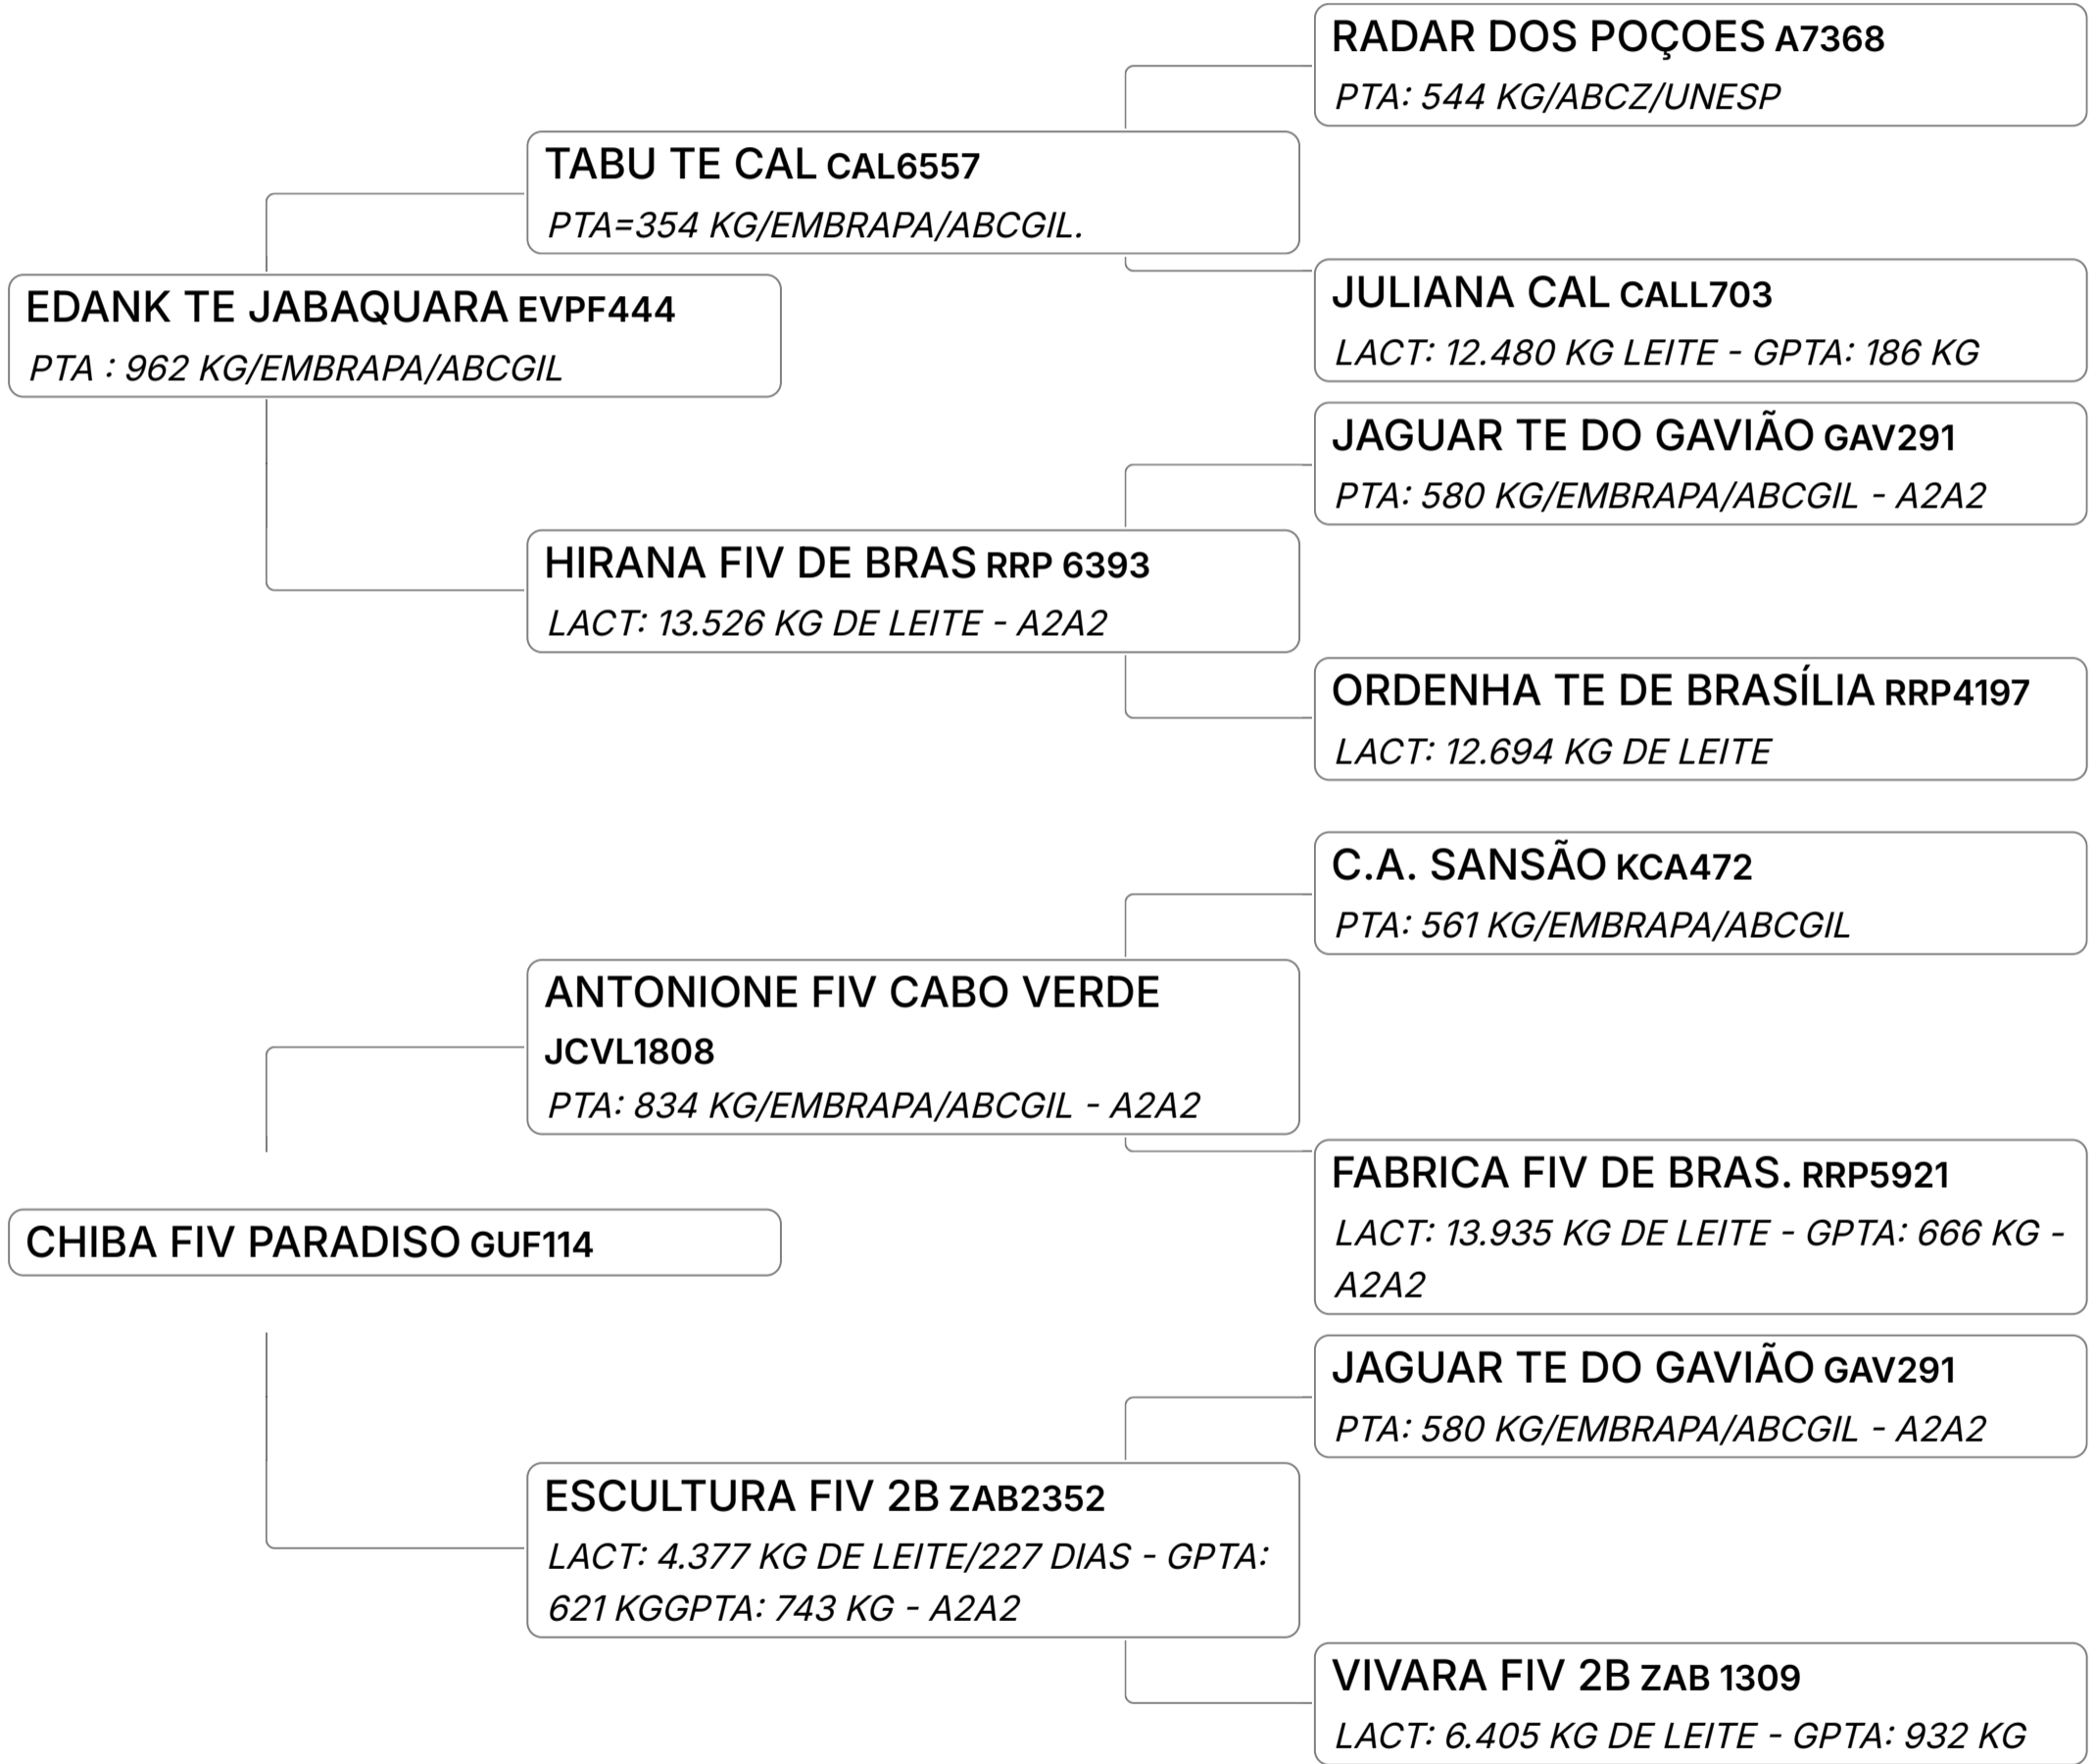 RADAR DOS POÇOES A7368
PTA: 544 KG/ABCZ/UNESP
TABU TE CAL CAL6557
PTA=354 KG/EMBRAPA/ABCGIL.
JULIANA CAL CALL703
LACT: 12.480 KG LEITE - GPTA: 186 KG
EDANK TE JABAQUARA EVPF444
PTA : 962 KG/EMBRAPA/ABCGIL
JAGUAR TE DO GAVIÃO GAV291
PTA: 580 KG/EMBRAPA/ABCGIL - A2A2
HIRANA FIV DE BRAS RRP 6393
LACT: 13.526 KG DE LEITE - A2A2
ORDENHA TE DE BRASÍLIA RRP4197
LACT: 12.694 KG DE LEITE
C.A. SANSÃO KCA472
PTA: 561 KG/EMBRAPA/ABCGIL
ANTONIONE FIV CABO VERDE
JCVL1808
PTA: 834 KG/EMBRAPA/ABCGIL - A2A2
FABRICA FIV DE BRAS. RRP5921
LACT: 13.935 KG DE LEITE - GPTA: 666 KG -
A2A2
CHIBA FIV PARADISO GUF114
JAGUAR TE DO GAVIÃO GAV291
PTA: 580 KG/EMBRAPA/ABCGIL - A2A2
ESCULTURA FIV 2B ZAB2352
LACT: 4.377 KG DE LEITE/227 DIAS - GPTA:
621 KGGPTA: 743 KG - A2A2
VIVARA FIV 2B ZAB 1309
LACT: 6.405 KG DE LEITE - GPTA: 932 KG